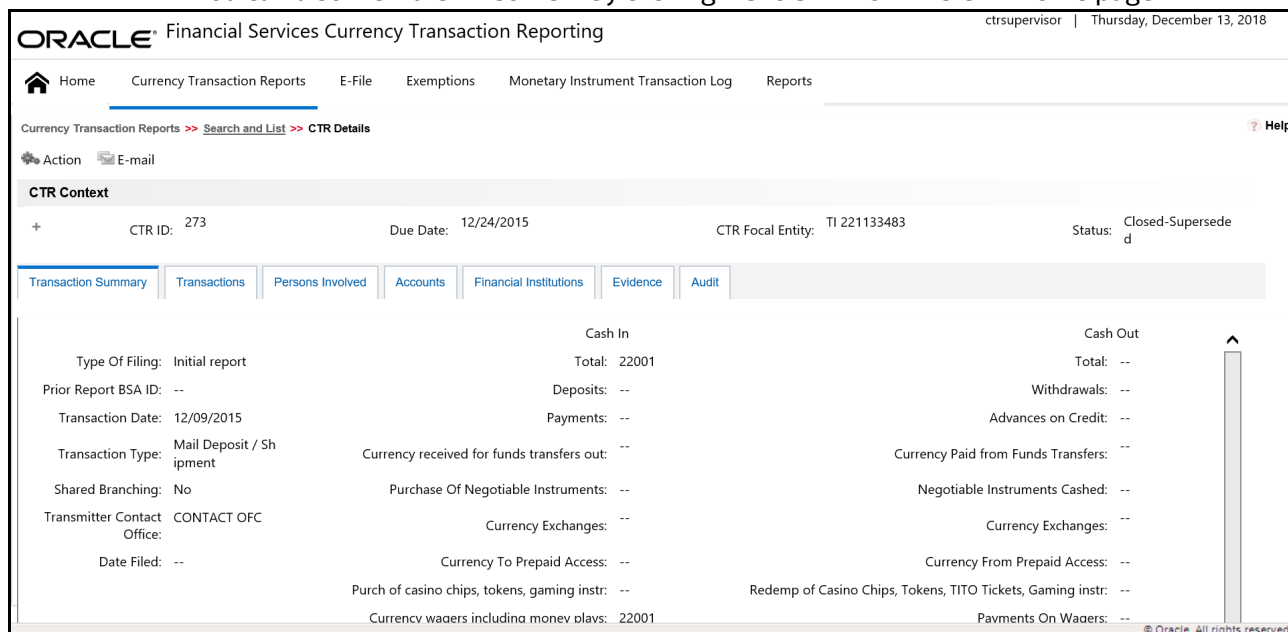 ORACLE® Financial Services Currency Transaction Reporting
ctrsupervisor | Thursday, December 13, 2018
Home Currency Transaction Reports E-File Exemptions Monetary Instrument Transaction Log Reports
Currency Transaction Reports >> Search and List >> CTR Details
? Help
Action E-mail
CTR Context
+ CTR ID: 273 Due Date: 12/24/2015 CTR Focal Entity: TI 221133483 Status: Closed-Supersede
d
Transaction Summary Transactions Persons Involved Accounts Financial Institutions Evidence Audit
Cash In Cash Out
Type Of Filing: Initial report Total: 22001 Total: --
Prior Report BSA ID: -- Deposits: -- Withdrawals: --
Transaction Date: 12/09/2015 Payments: -- Advances on Credit: --
Transaction Type: Mail Deposit / Sh
ipment Currency received for funds transfers out: -- Currency Paid from Funds Transfers: --
Shared Branching: No Purchase Of Negotiable Instruments: -- Negotiable Instruments Cashed: --
Transmitter Contact CONTACT OFC
Office: Currency Exchanges: -- Currency Exchanges: --
Date Filed: -- Currency To Prepaid Access: -- Currency From Prepaid Access: --
Purch of casino chips, tokens, gaming instr: -- Redemp of Casino Chips, Tokens, TITO Tickets, Gaming instr: --
Currency wagers including money plays: 22001 Payments On Wagers: --
© Oracle. All rights reserved